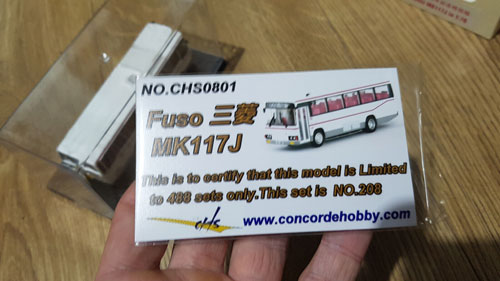 NO.CHS0801
Fuso 三菱
MK117J
This is to certify that this model is Limited
to 488 sets only.This set is NO.208
chs
www.concordehobby.com